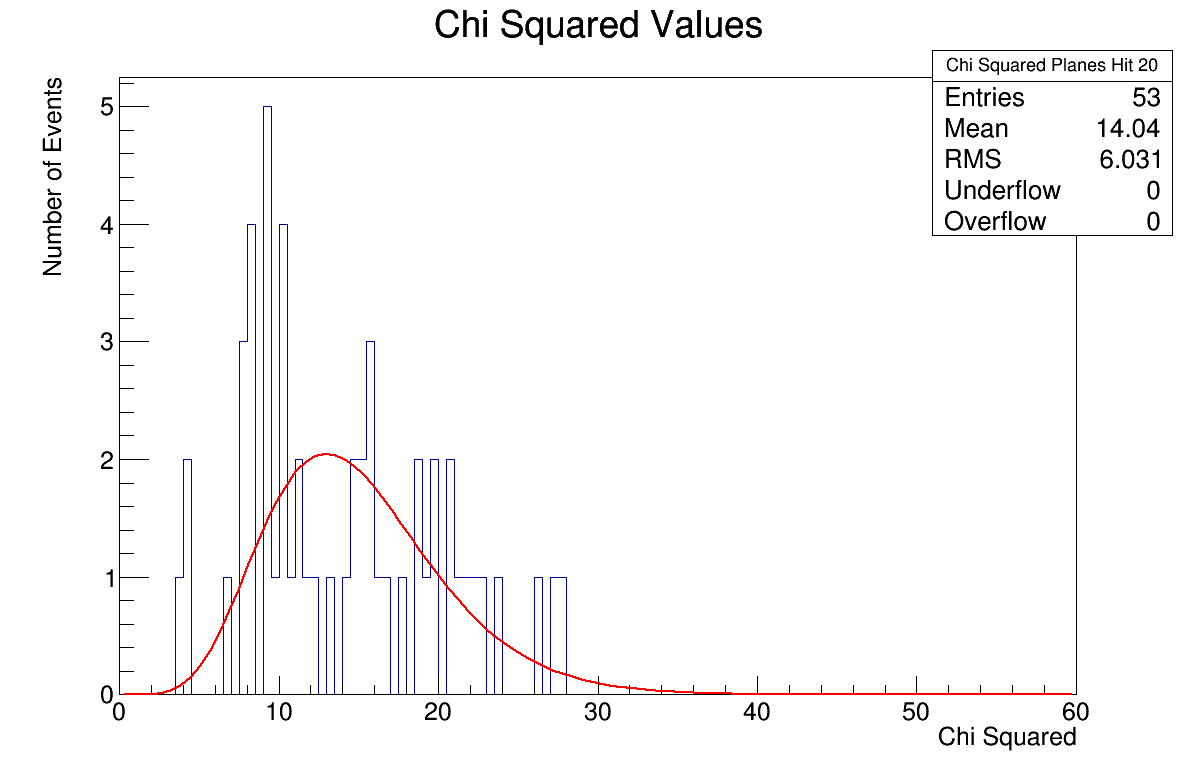 Chi Squared Values
Chi Squared Planes Hit 20
Entries 53
Mean 14.04
RMS 6.031
Underflow 0
Overflow 0
Number of Events
5
4
3
2
1
0
0 10 20 30 40 50 60
Chi Squared